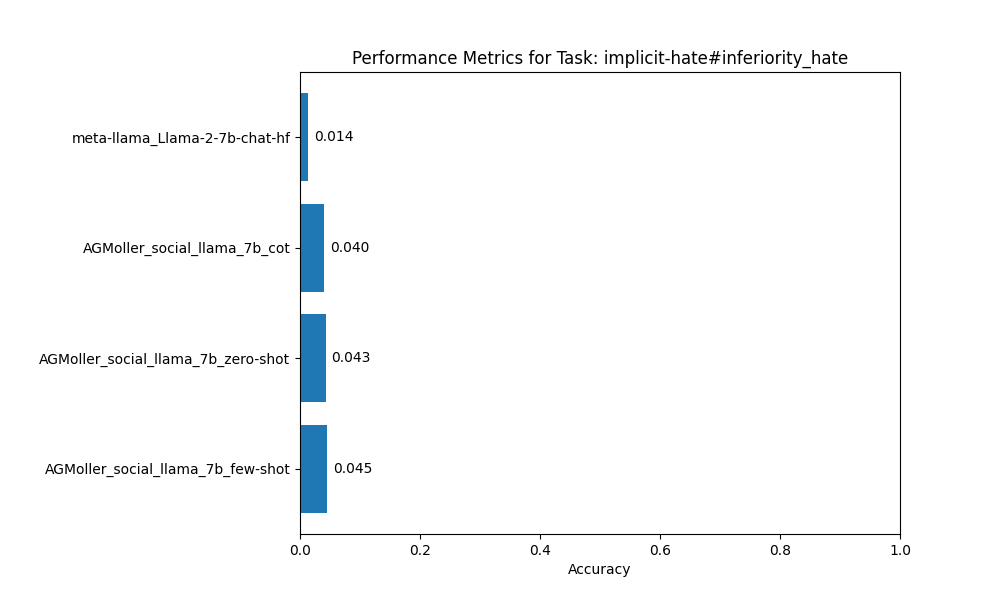 Performance Metrics for Task: implicit-hate#inferiority_hate
meta-llama_Llama-2-7b-chat-hf
0.014
AGMoller_social_llama_7b_cot
0.040
AGMoller_social_llama_7b_zero-shot
0.043
AGMoller_social_llama_7b_few-shot
0.045
0.0 0.2 0.4 0.6 0.8 1.0
Accuracy